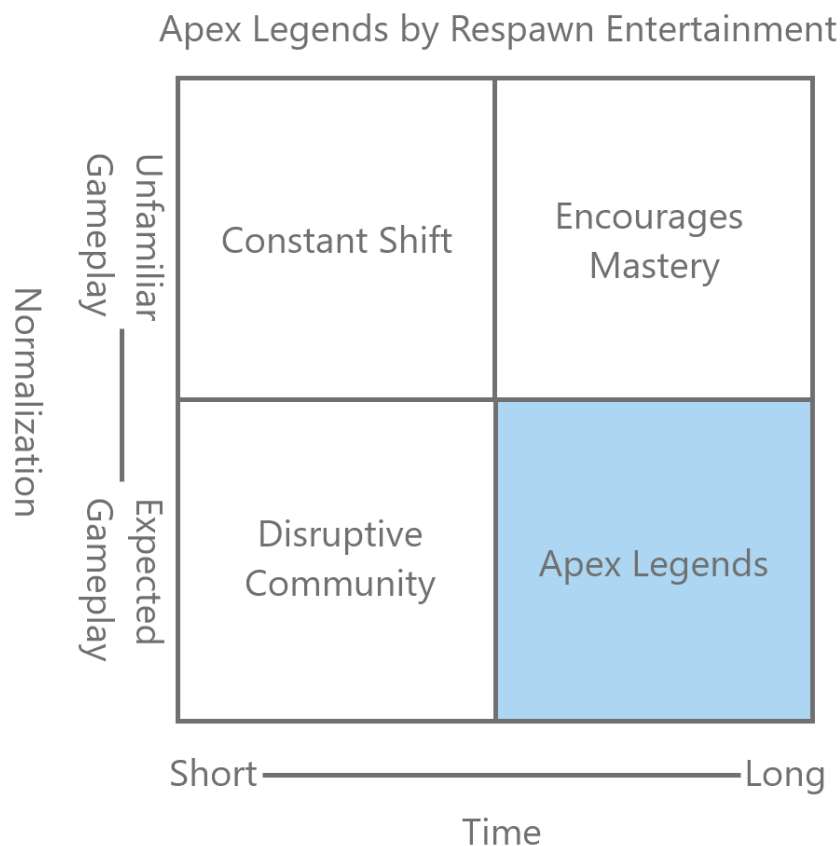 Apex Legends by Respawn Entertainment
Normalization
Unfamiliar
Gameplay
Expected
Gameplay
Constant Shift
Encourages
Mastery
Disruptive
Community
Apex Legends
Short
Long
Time